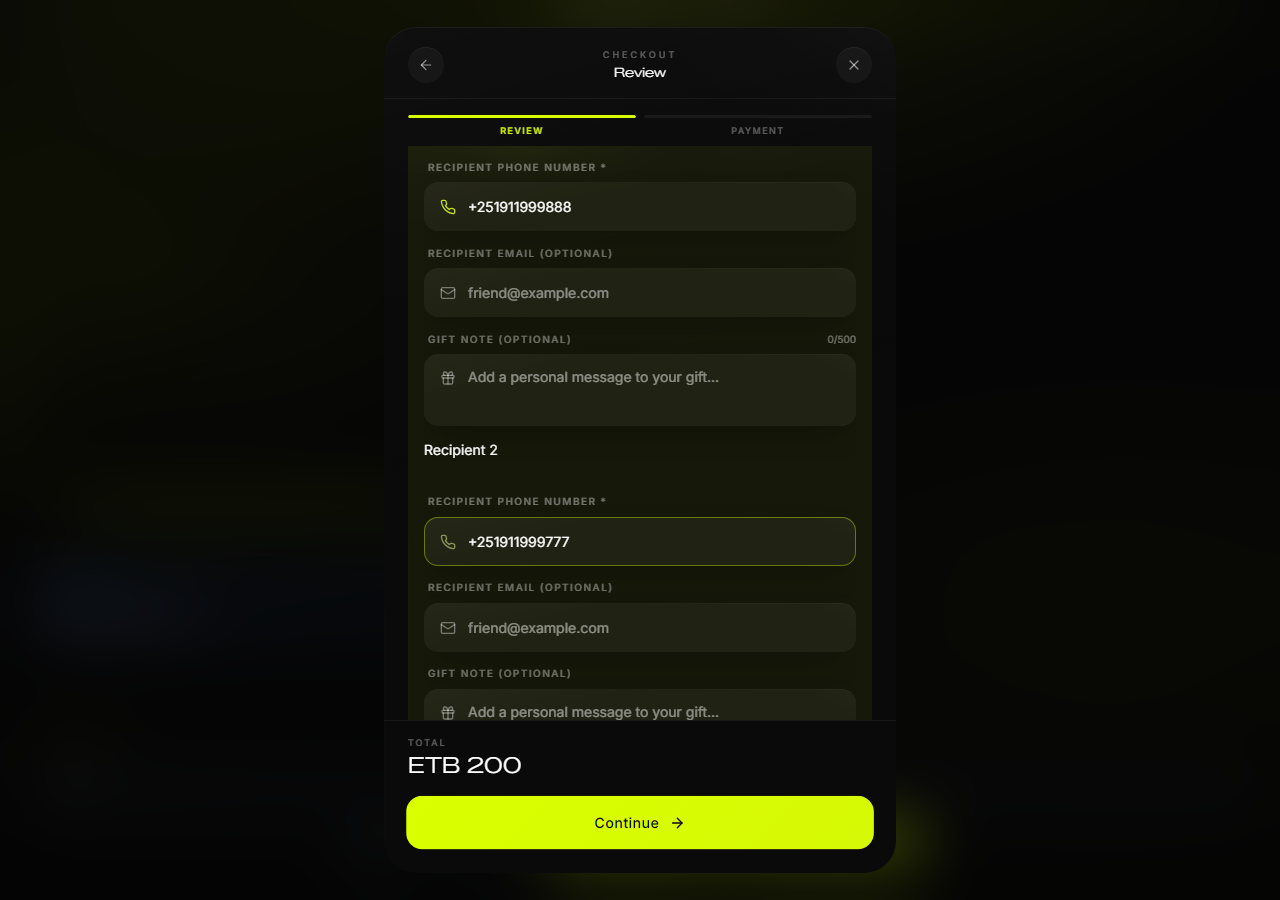 CHECKOUT
Review
REVIEW
PAYMENT
RECIPIENT PHONE NUMBER *
+251911999888
RECIPIENT EMAIL (OPTIONAL)
friend@example.com
GIFT NOTE (OPTIONAL)
0/500
Add a personal message to your gift...
Recipient 2
RECIPIENT PHONE NUMBER *
+251911999777
RECIPIENT EMAIL (OPTIONAL)
friend@example.com
GIFT NOTE (OPTIONAL)
Add a personal message to your gift...
TOTAL
ETB 200
Continue